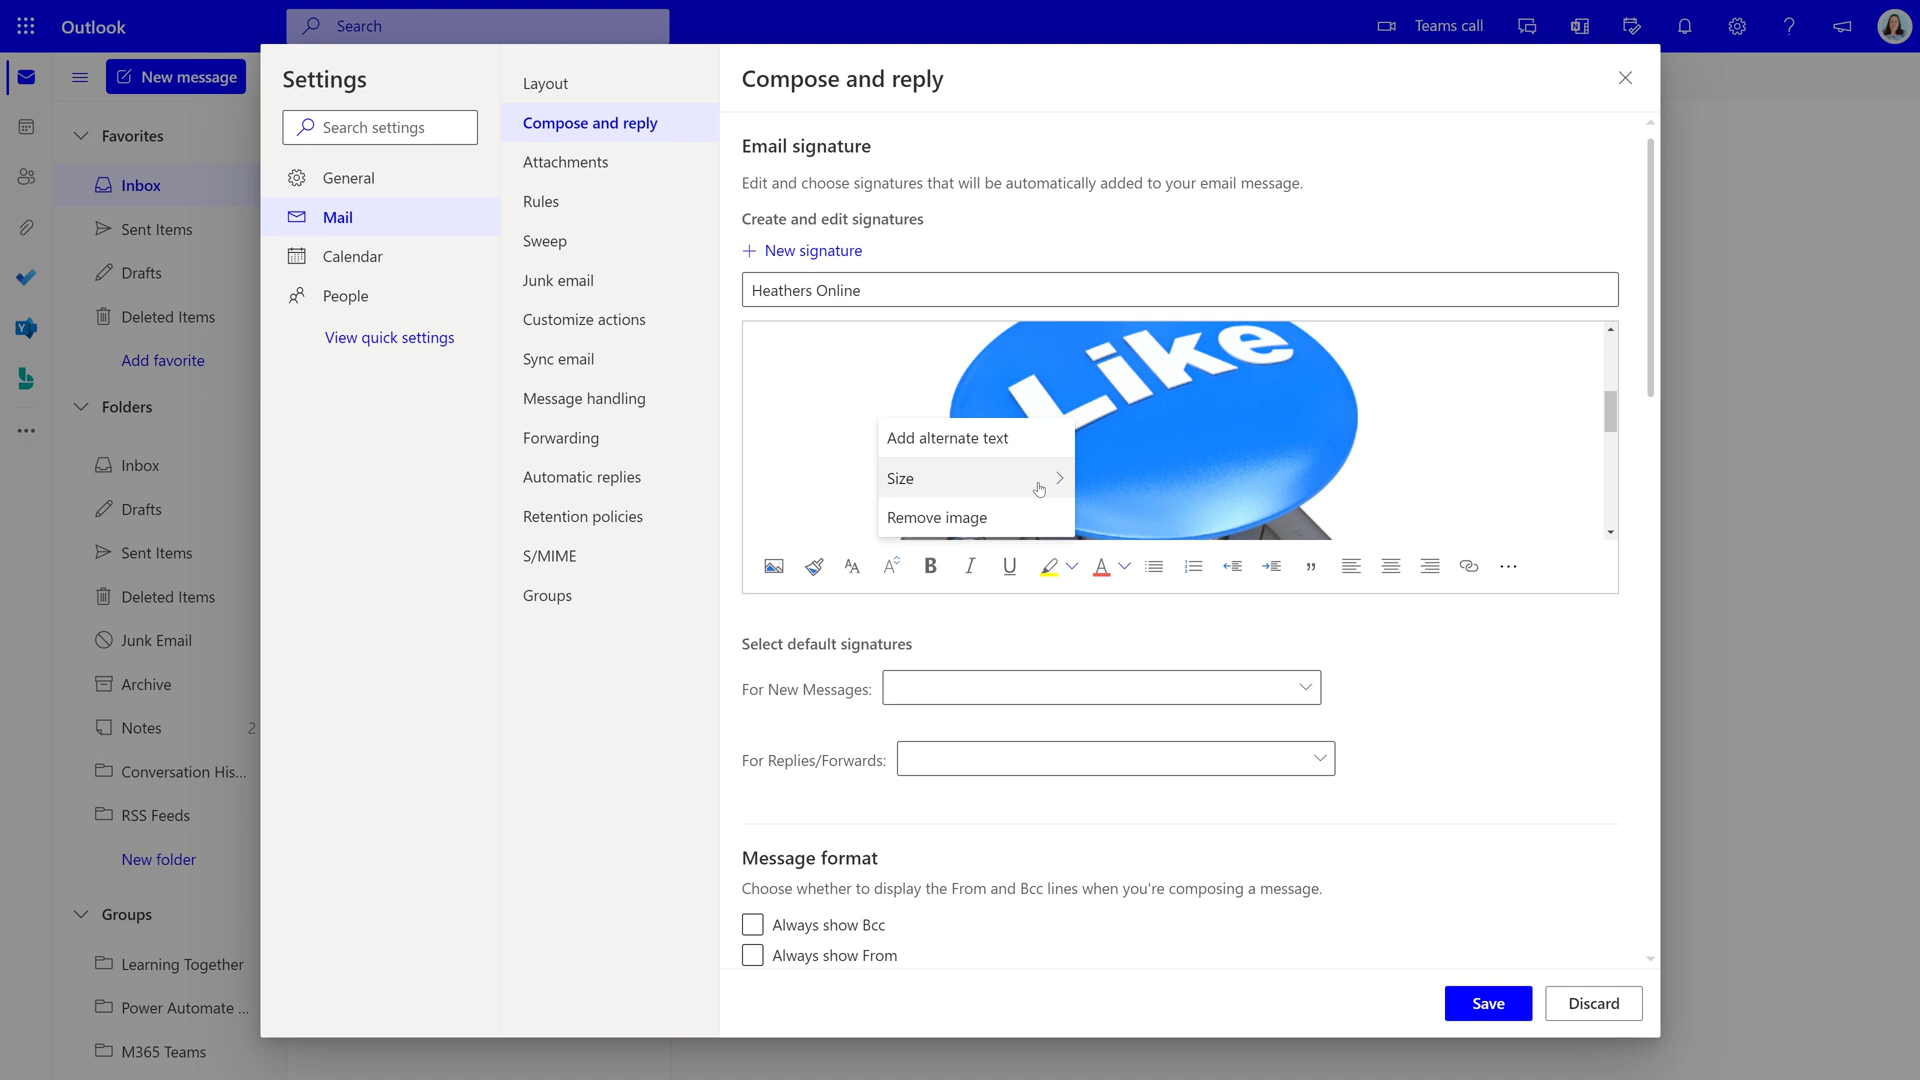 Outlook
Search
Teams call
New message
Favorites
Inbox
Sent Items
Drafts
Deleted Items
Add favorite
Folders
Inbox
Drafts
Sent Items
Deleted Items
Junk Email
Archive
Notes 2
Conversation His...
RSS Feeds
New folder
Groups
Learning Together
Power Automate ...
M365 Teams
Settings
Search settings
General
Mail
Calendar
People
View quick settings
Layout
Compose and reply
Attachments
Rules
Sweep
Junk email
Customize actions
Sync email
Message handling
Forwarding
Automatic replies
Retention policies
S/MIME
Groups
Compose and reply
Email signature
Edit and choose signatures that will be automatically added to your email message.
Create and edit signatures
New signature
Heathers Online
Like
Add alternate text
Size
Remove image
Select default signatures
For New Messages:
For Replies/Forwards:
Message format
Choose whether to display the From and Bcc lines when you're composing a message.
Always show Bcc
Always show From
Save
Discard